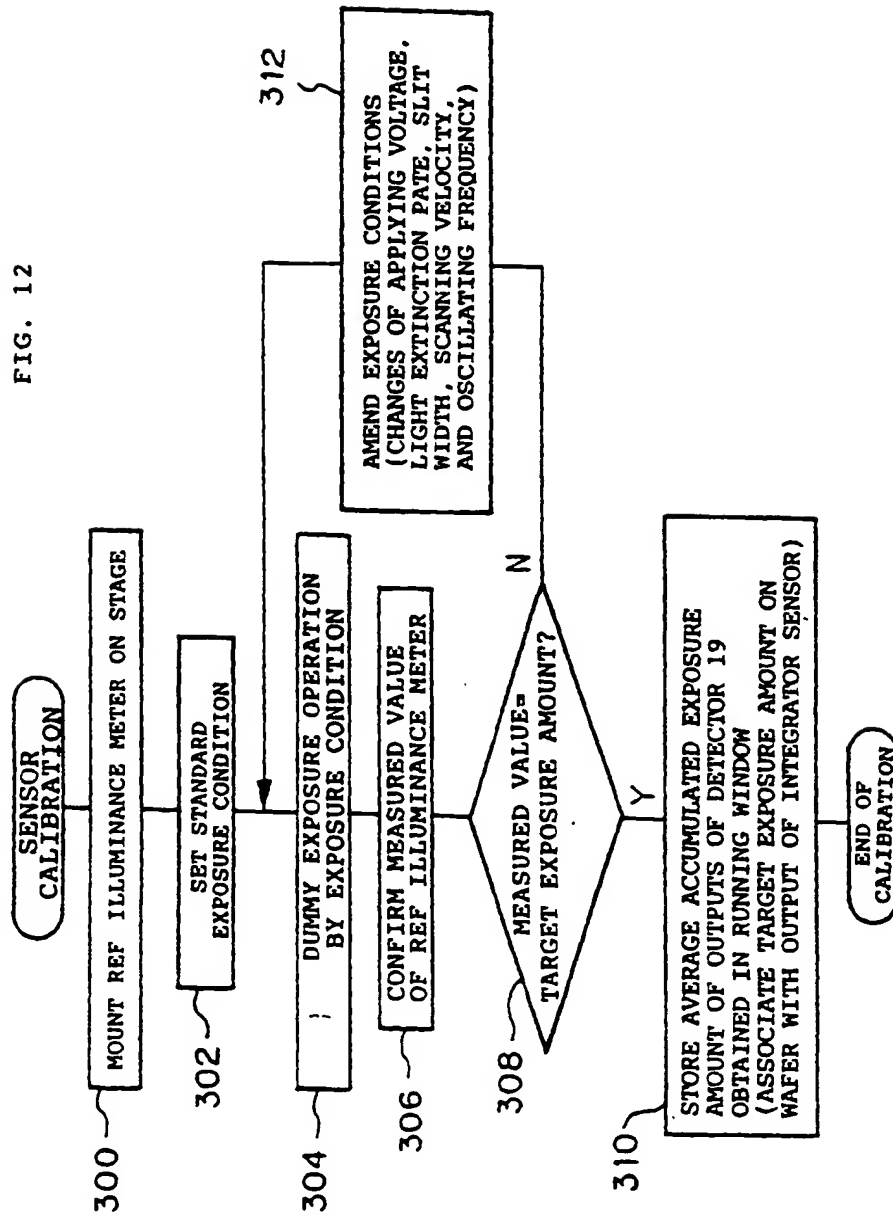 FIG. 12
SENSOR
CALIBRATION
300
MOUNT REF ILLUMINANCE METER ON STAGE
302
SET STANDARD
EXPOSURE CONDITION
304
DUMMY EXPOSURE OPERATION
BY EXPOSURE CONDITION
306
CONFIRM MEASURED VALUE
OF REF ILLUMINANCE METER
308
MEASURED VALUE=
TARGET EXPOSURE AMOUNT?
N
Y
312
AMEND EXPOSURE CONDITIONS
(CHANGES OF APPLYING VOLTAGE,
LIGHT EXTINCTION PATE, SLIT
WIDTH, SCANNING VELOCITY,
AND OSCILLATING FREQUENCY)
310
STORE AVERAGE ACCUMULATED EXPOSURE
AMOUNT OF OUTPUTS OF DETECTOR 19
OBTAINED IN RUNNING WINDOW
(ASSOCIATE TARGET EXPOSURE AMOUNT ON
WAFER WITH OUTPUT OF INTEGRATOR SENSOR)
END OF
CALIBRATION